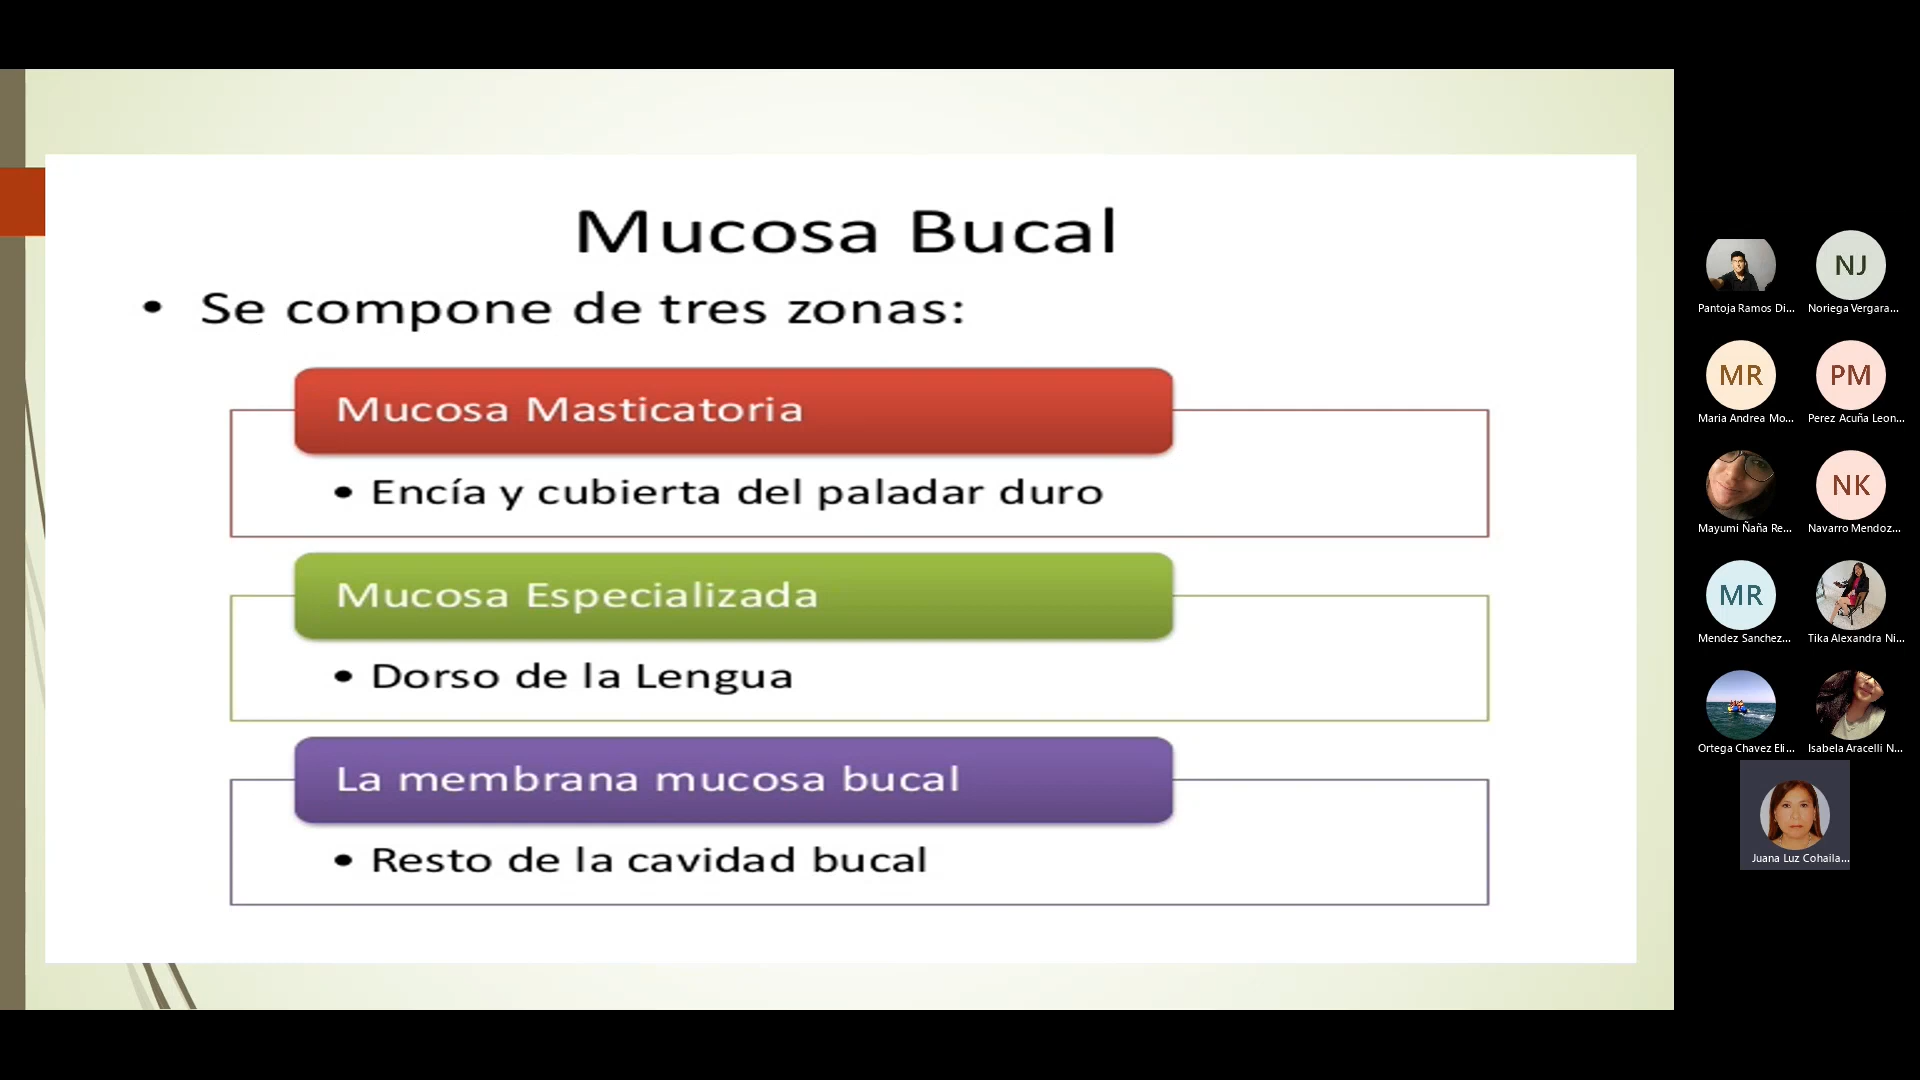 Mucosa Bucal
• Se compone de tres zonas:
Mucosa Masticatoria
• Encía y cubierta del paladar duro
Mucosa Especializada
• Dorso de la Lengua
La membrana mucosa bucal
• Resto de la cavidad bucal
Pantoja Ramos Di...
NJ
Noriega Vergara...
MR
Maria Andrea Mo...
PM
Perez Acuña Leon...
Mayumi Ñaña Re...
NK
Navarro Mendoz...
MR
Mendez Sanchez...
Tika Alexandra Ni...
Ortega Chavez Eli...
Isabela Aracelli N...
Juana Luz Cohaila...